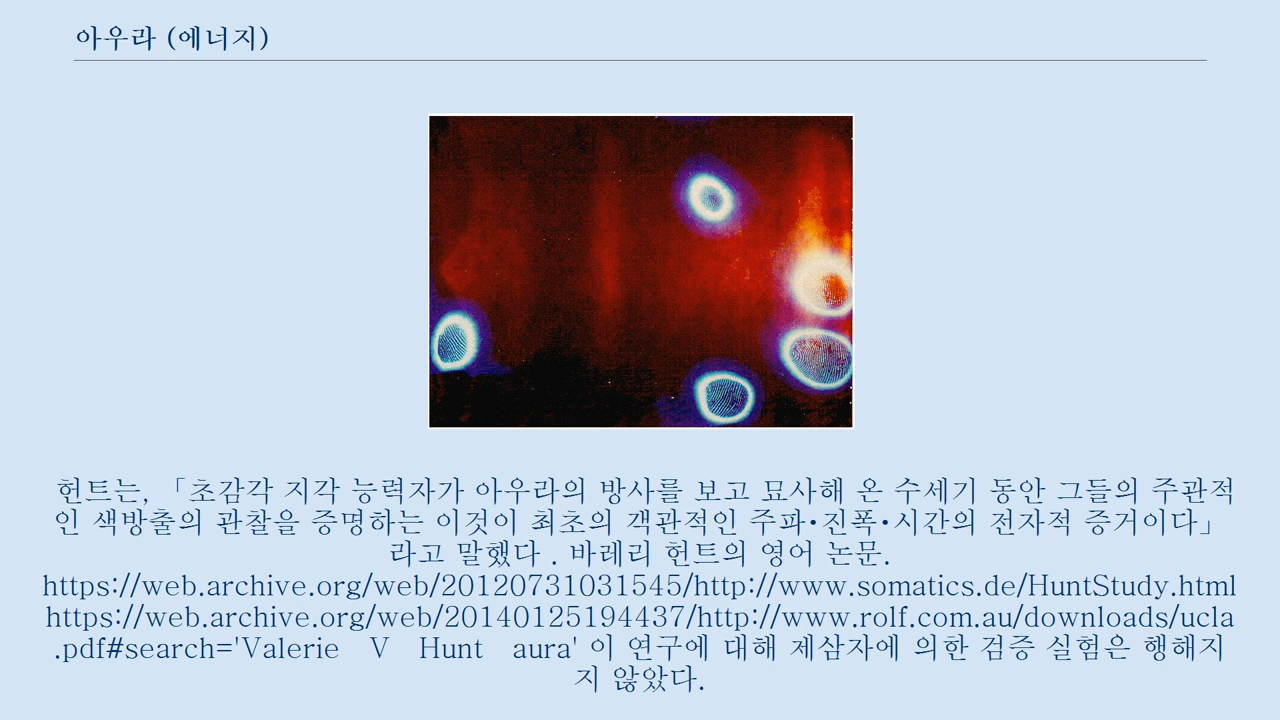 아우라 (에너지)
헌트는, 「초감각 지각 능력자가 아우라의 방사를 보고 묘사해 온 수세기 동안 그들의 주관적
인 색방출의 관찰을 증명하는 이것이 최초의 객관적인 주파・진폭・시간의 전자적 증거이다」
라고 말했다 . 바레리 헌트의 영어 논문.
https://web.archive.org/web/20120731031545/http://www.somatics.de/HuntStudy.html
https://web.archive.org/web/20140125194437/http://www.rolf.com.au/downloads/ucla
.pdf#search='Valerie V Hunt aura' 이 연구에 대해 제삼자에 의한 검증 실험은 행해지
지 않았다.